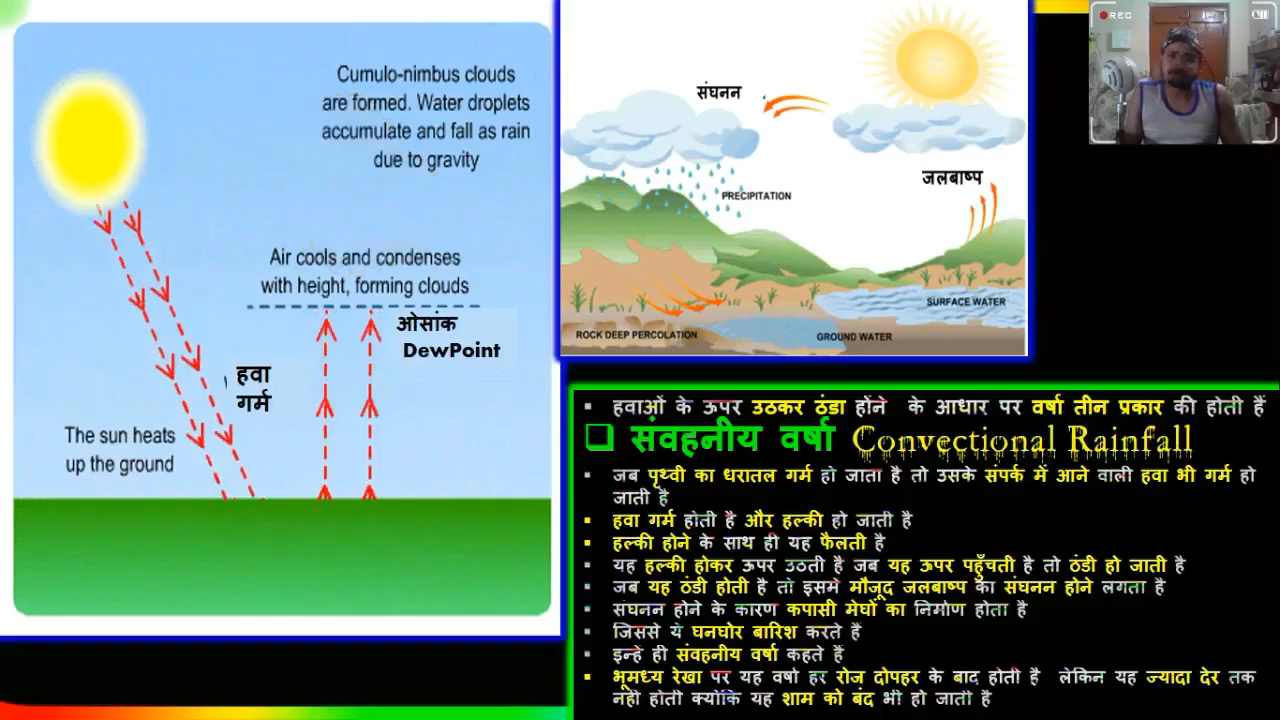 Cumulo-nimbus clouds
are formed. Water droplets
accumulate and fall as rain
due to gravity
Air cools and condenses
with height, forming clouds
ओसांक
DewPoint
हवा
गर्म
The sun heats
up the ground
संघनन
जलबाष्प
PRECIPITATION
SURFACE WATER
ROCK DEEP PERCOLATION
GROUND WATER
REC
▪ हवाओं के ऊपर उठकर ठंडा होंने के आधार पर वर्षा तीन प्रकार की होती हैं
❑ संवहनीय वर्षा Convectional Rainfall
▪ जब पृथ्वी का धरातल गर्म हो जाता है तो उसके संपर्क में आने वाली हवा भी गर्म हो
जाती है
▪ हवा गर्म होती है और हल्की हो जाती है
▪ हल्की होने के साथ ही यह फैलती है
▪ यह हल्की होकर ऊपर उठती है जब यह ऊपर पहुँचती है तो ठंडी हो जाती है
▪ जब यह ठंडी होती है तो इसमे मौजूद जलबाष्प का संघनन होने लगता है
▪ संघनन होने के कारण कपासी मेघों का निर्माण होता है
▪ जिससे ये घनघोर बारिश करते है
▪ इन्हे ही संवहनीय वर्षा कहते है
▪ भूमध्य रेखा पर यह वर्षा हर रोज दोपहर के बाद होती है लेकिन यह ज्यादा देर तक
नही होती क्योंकि यह शाम को बंद भी हो जाती है